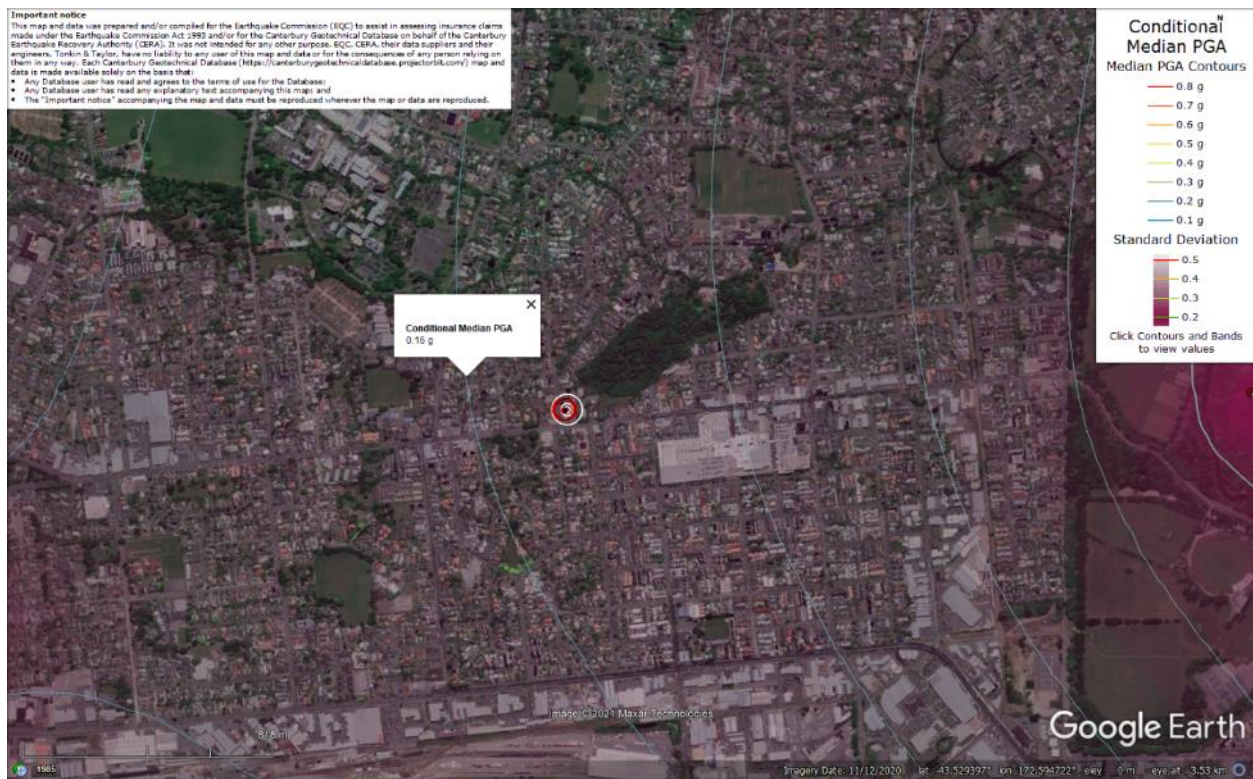 Important notice
This map and data was prepared and/or compiled for the Earthquake Commission (EQC) to assist in assessing insurance claims
made under the Earthquake Commission Act 1993 and/or for the Canterbury Geotechnical Database on behalf of the Canterbury
Earthquake Recovery Authority (CERA). It was not intended for any other purpose. EQC, CERA, their data suppliers and their
engineers, Tonkin & Taylor, have no liability to any user of this map and data or for the consequences of any person relying on
them in any way. Each Canterbury Geotechnical Database (https://canterburygeotechnicaldatabase.projectorbit.com/) map and
data is made available solely on the basis that:
• Any Database user has read and agrees to the terms of use for the Database;
• Any Database user has read any explanatory text accompanying this map; and
• The "Important notice" accompanying the map and data must be reproduced wherever the map or data are reproduced.
N
Conditional
Median PGA
Median PGA Contours
0.8 g
0.7 g
0.6 g
0.5 g
0.4 g
0.3 g
0.2 g
0.1 g
Standard Deviation
0.5
0.4
0.3
0.2
Click Contours and Bands
to view values
Conditional Median PGA
0.16 g
Image © 2021 Maxar Technologies
Google Earth
1985
Imagery Date: 11/12/2020 lat -43.529397° lon 172.594722° elev 0 m eye alt 3.53 km